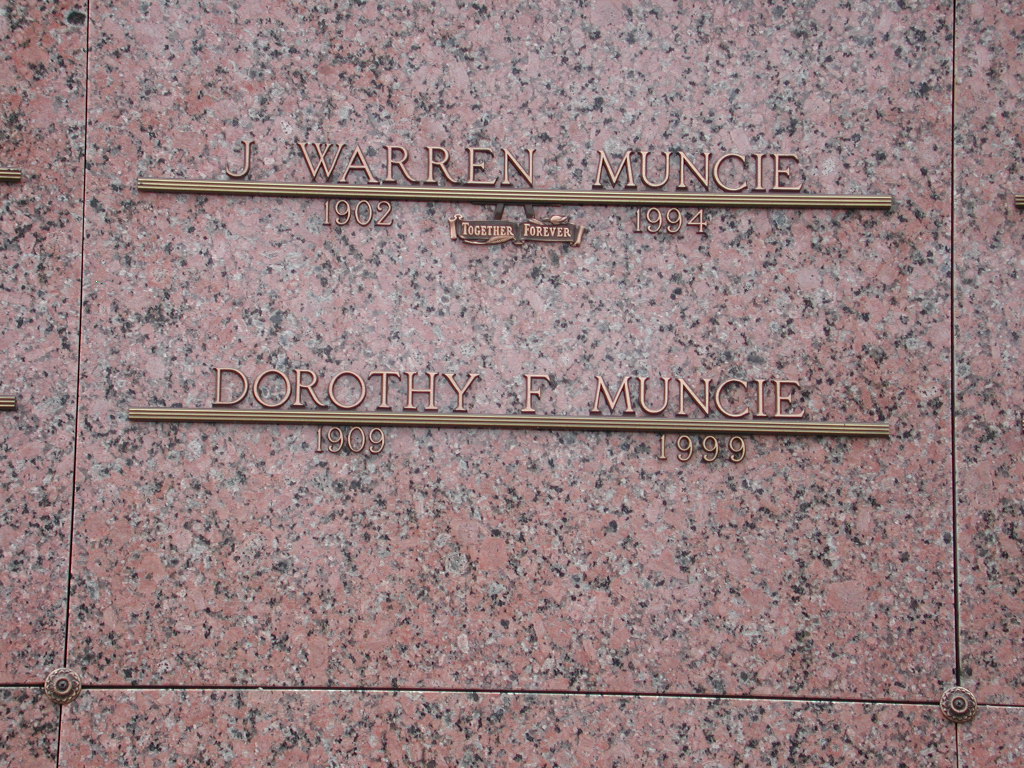 J WARREN MUNCIE
1902 1994
TOGETHER FOREVER
DOROTHY F MUNCIE
1909 1999